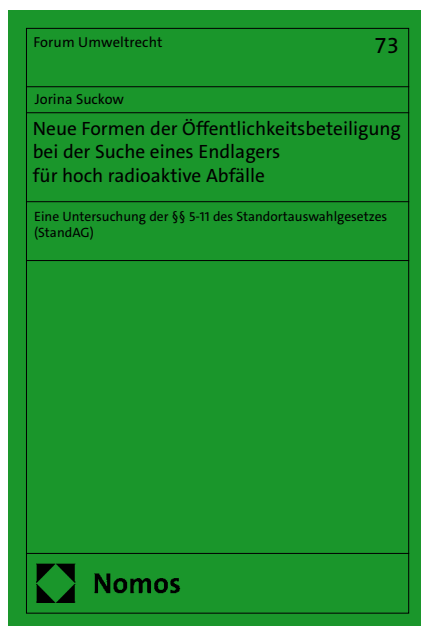 Forum Umweltrecht
73
Jorina Suckow
Neue Formen der Öffentlichkeitsbeteiligung
bei der Suche eines Endlagers
für hoch radioaktive Abfälle
Eine Untersuchung der §§ 5-11 des Standortauswahlgesetzes
(StandAG)
Nomos